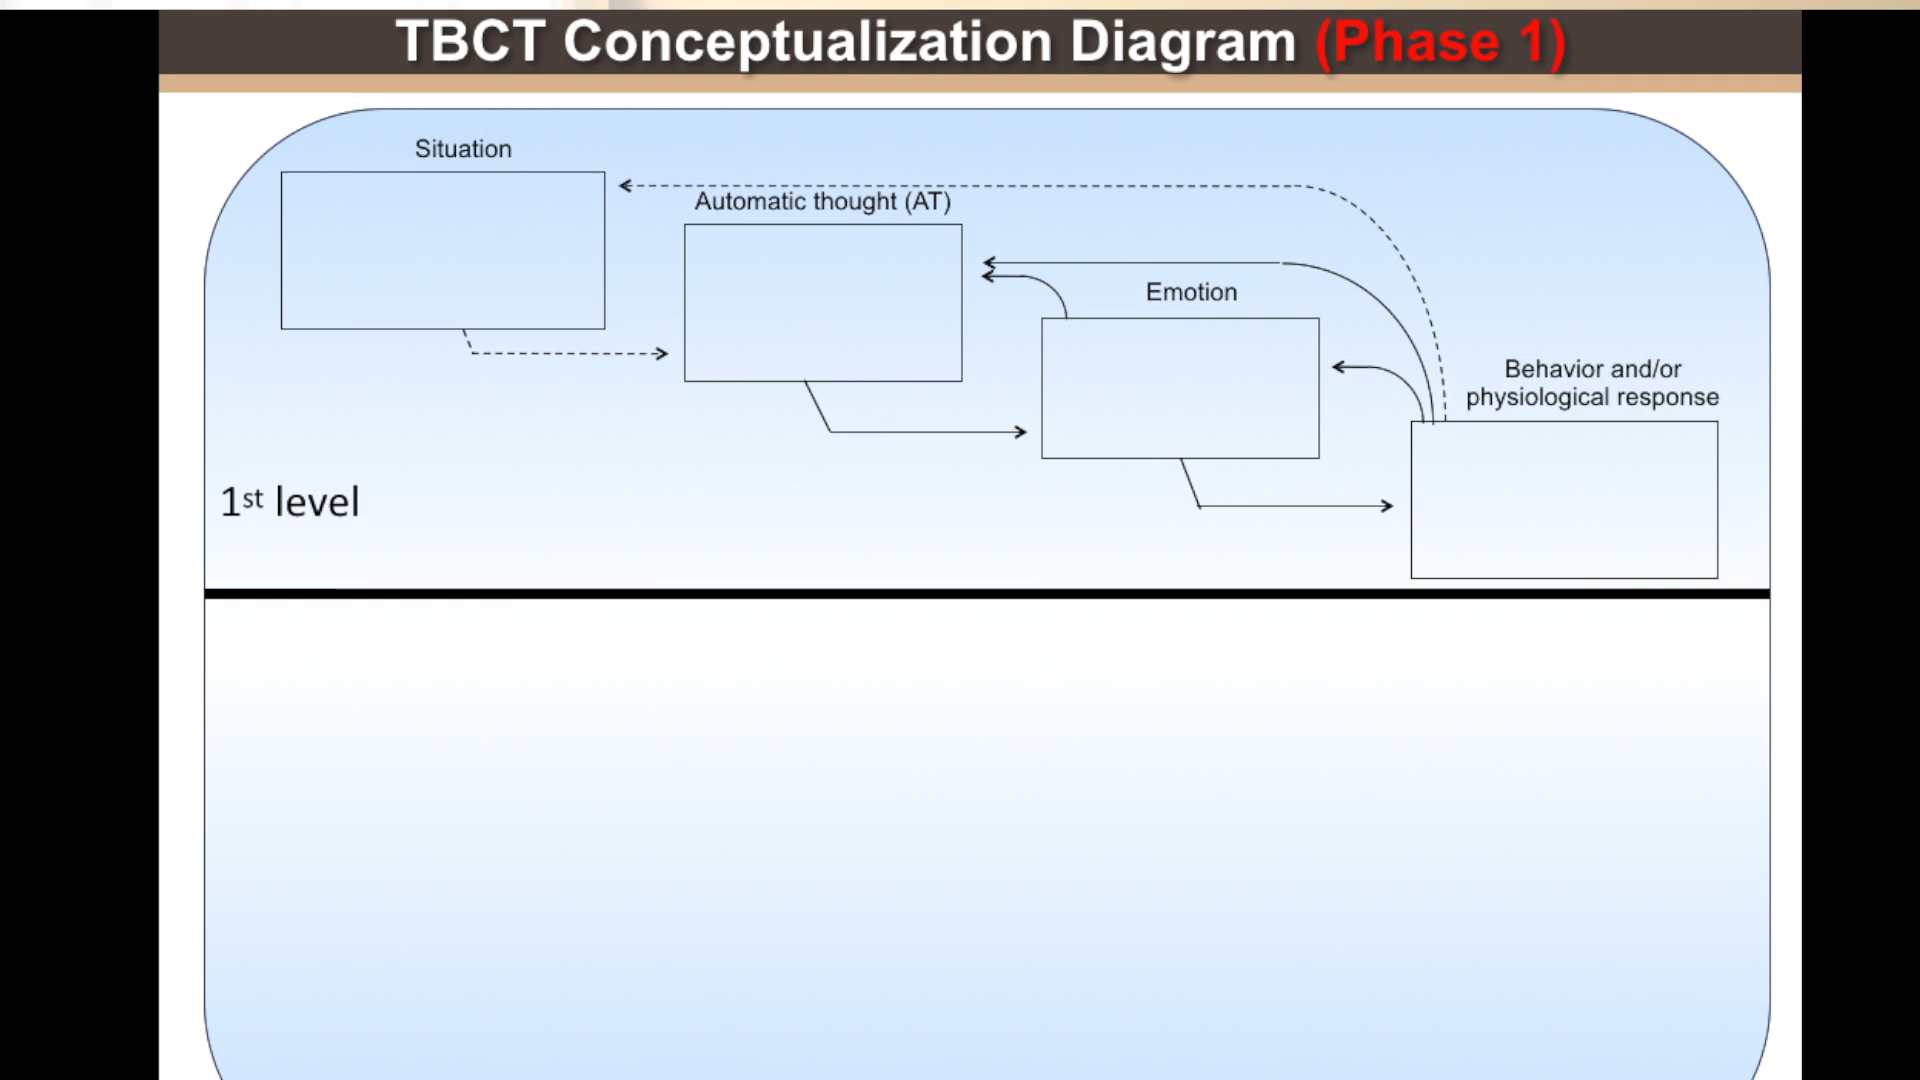 TBCT Conceptualization Diagram (Phase 1)
Situation
Automatic thought (AT)
Emotion
Behavior and/or
physiological response
1st level